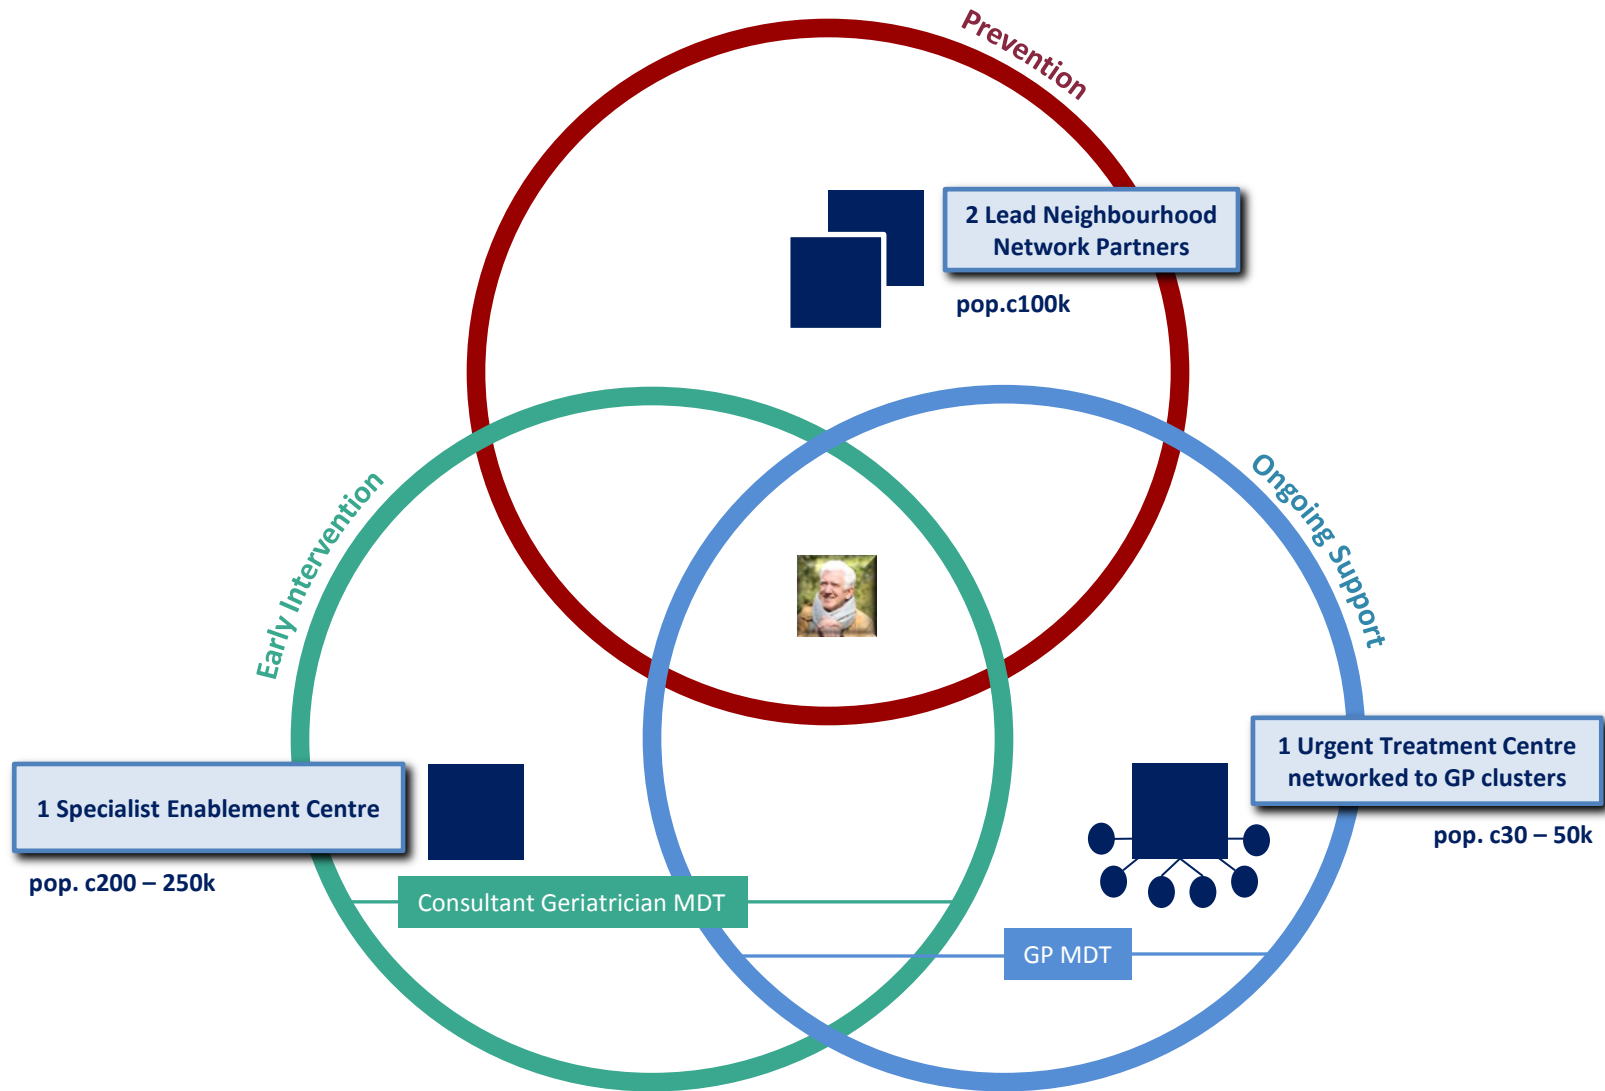 Prevention
2 Lead Neighbourhood
Network Partners
pop.c100k
Early Intervention
Ongoing Support
1 Specialist Enablement Centre
pop. c200 – 250k
1 Urgent Treatment Centre
networked to GP clusters
pop. c30 – 50k
Consultant Geriatrician MDT
GP MDT